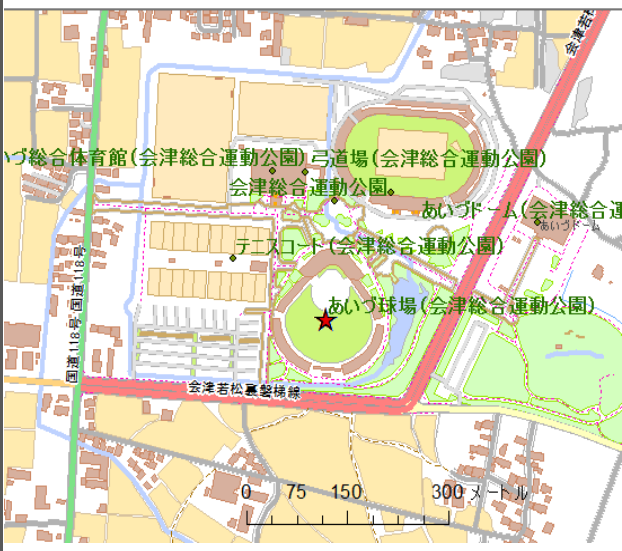 会津若松
いづ総合体育館(会津総合運動公園)
弓道場(会津総合運動公園)
会津総合運動公園
あいづドーム(会津総合運
あいづドーム
テニスコート(会津総合運動公園)
あいづ球場(会津総合運動公園)
国道118号 国道118号
会津若松裏磐梯線
0 75 150 300 メートル